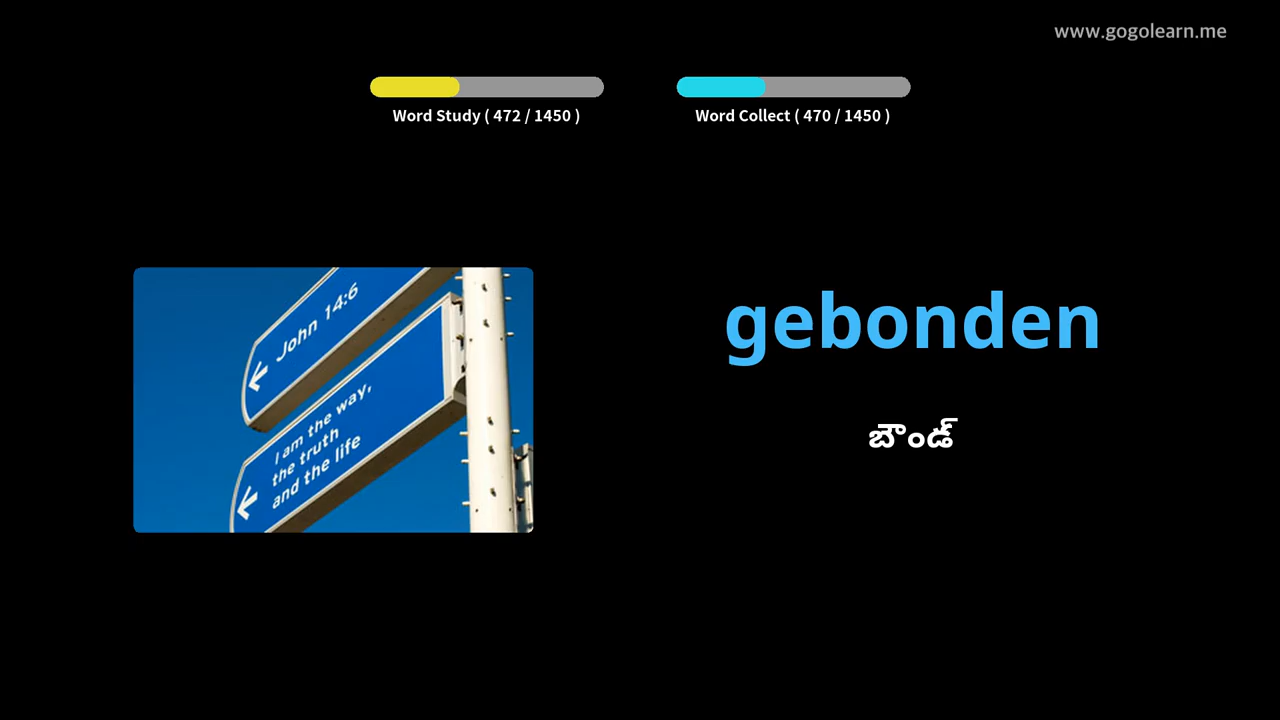 www.gogolearn.me
Word Study ( 472 / 1450 )
Word Collect ( 470 / 1450 )
John 14:6
I am the way,
the truth
and the life
gebonden
బౌండ్